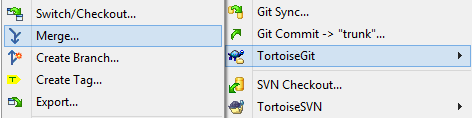 Switch/Checkout...
Merge...
Create Branch...
Create Tag...
Export...
Git Sync...
Git Commit -> "trunk"...
TortoiseGit
SVN Checkout...
TortoiseSVN